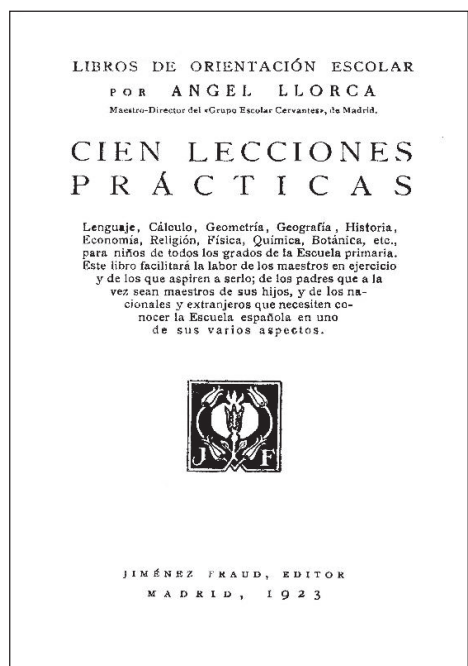 LIBROS DE ORIENTACIÓN ESCOLAR
POR ANGEL LLORCA
Maestro-Director del «Grupo Escolar Cervantes», de Madrid.
CIEN LECCIONES
PRÁCTICAS
Lenguaje, Cálculo, Geometría, Geografía, Historia,
Economía, Religión, Física, Química, Botánica, etc.,
para niños de todos los grados de la Escuela primaria.
Este libro facilitará la labor de los maestros en ejercicio
y de los que aspiren a serlo; de los padres que a la
vez sean maestros de sus hijos, y de los na-
cionales y extranjeros que necesiten co-
nocer la Escuela española en uno
de sus varios aspectos.
J F
JIMÉNEZ FRAUD, EDITOR
MADRID, 1923